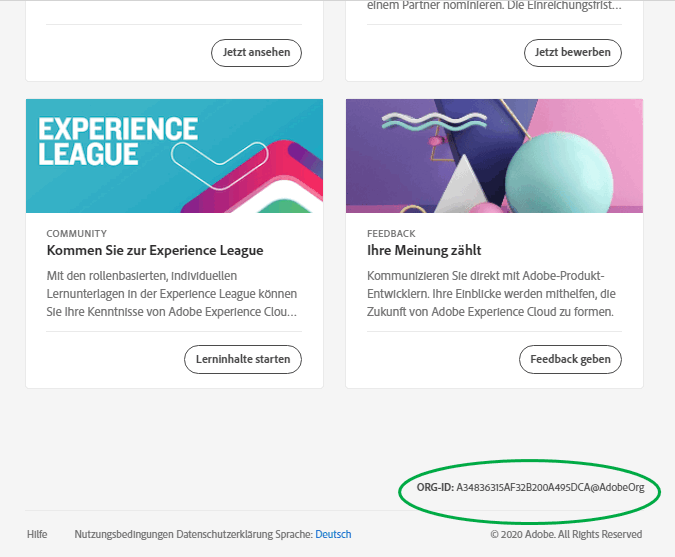 einem Partner nominieren. Die Einreichungsfrist…
Jetzt ansehen
Jetzt bewerben
EXPERIENCE
LEAGUE
COMMUNITY
Kommen Sie zur Experience League
Mit den rollenbasierten, individuellen
Lernunterlagen in der Experience League können
Sie Ihre Kenntnisse von Adobe Experience Clou…
Lerninhalte starten
FEEDBACK
Ihre Meinung zählt
Kommunizieren Sie direkt mit Adobe-Produkt-
Entwicklern. Ihre Einblicke werden mithelfen, die
Zukunft von Adobe Experience Cloud zu formen.
Feedback geben
ORG-ID: A34836315AF32B200A495DCA@AdobeOrg
Hilfe
Nutzungsbedingungen Datenschutzerklärung Sprache: Deutsch
© 2020 Adobe. All Rights Reserved